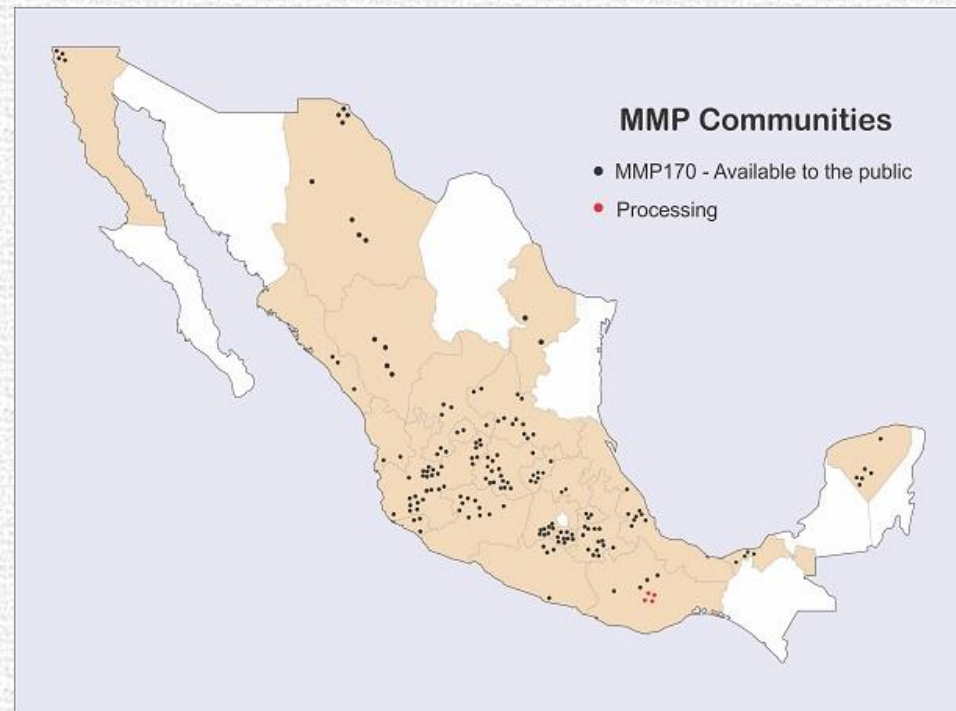 MMP Communities
MMP170 - Available to the public
Processing